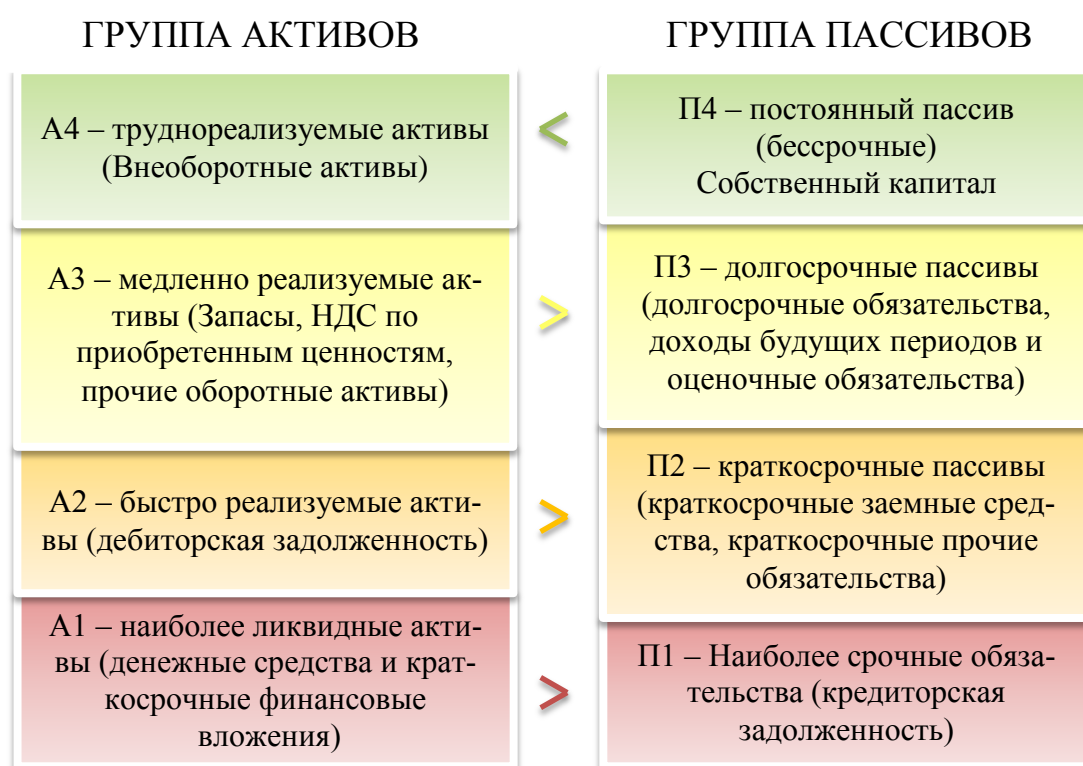 ГРУППА АКТИВОВ
ГРУППА ПАССИВОВ
А4 – труднореализуемые активы
(Внеоборотные активы)
<
П4 – постоянный пассив
(бессрочные)
Собственный капитал
А3 – медленно реализуемые ак-
тивы (Запасы, НДС по
приобретенным ценностям,
прочие оборотные активы)
>
П3 – долгосрочные пассивы
(долгосрочные обязательства,
доходы будущих периодов и
оценочные обязательства)
А2 – быстро реализуемые акти-
вы (дебиторская задолженность)
>
П2 – краткосрочные пассивы
(краткосрочные заемные сред-
ства, краткосрочные прочие
обязательства)
А1 – наиболее ликвидные акти-
вы (денежные средства и крат-
косрочные финансовые
вложения)
>
П1 – Наиболее срочные обяза-
тельства (кредиторская
задолженность)